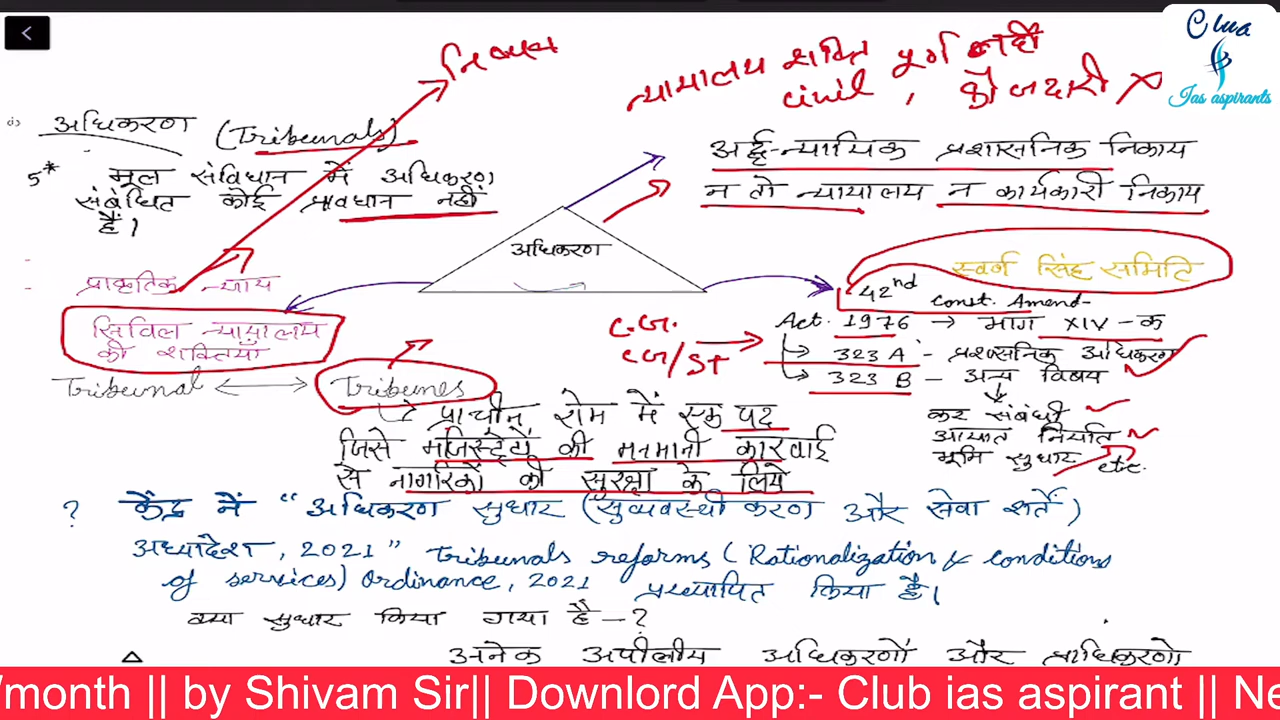 Clua
Ias aspirants
न्यायालय शक्ति पूर्ण नहीं
civil, फौजदारी ×
अधिकरण (Tribunals)
5* मूल संविधान में अधिकरण
संबंधित कोई प्रावधान नहीं
है।
अर्द्ध-न्यायिक प्रशासनिक निकाय
न तो न्यायालय न कार्यकारी निकाय
अधिकरण
प्राकृतिक न्याय
सिविल न्यायालय
की शक्तियाँ
स्वर्ण सिंह समिति
42nd Const. Amend-
Act. 1976 → भाग XIV-क
323 A - प्रशासनिक अधिकरण
323 B - अन्य विषय
कर संबंधी
आयात निर्यात
भूमि सुधार etc.
C.G.
CG/ST
Tribunal ↔ Tribunes
प्राचीन रोम में एक पद
जिसे मजिस्ट्रेटों की मनमानी कारवाई
से नागरिकों की सुरक्षा के लिये
? केंद्र ने "अधिकरण सुधार (सुव्यवस्थीकरण और सेवा शर्तें)
अध्यादेश, 2021" Tribunals reforms (Rationalization & conditions
of services) Ordinance, 2021 प्रख्यापित किया है।
क्या सुधार किया गया है -?
अनेक अपीलीय अधिकरणों और प्राधिकरणो
/month || by Shivam Sir|| Downlord App:- Club ias aspirant || Ne